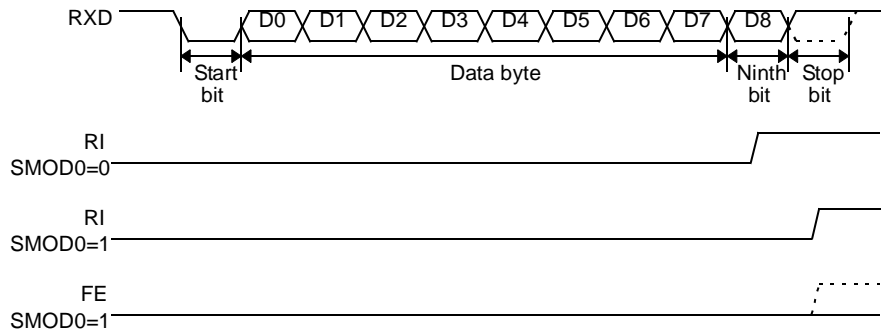 RXD D0 D1 D2 D3 D4 D5 D6 D7 D8
Start bit
Data byte
Ninth bit
Stop bit
RI
SMOD0=0
RI
SMOD0=1
FE
SMOD0=1